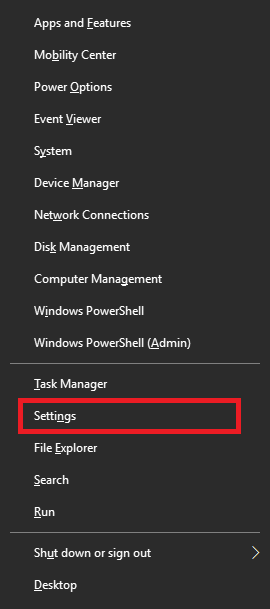 Apps and Features
Mobility Center
Power Options
Event Viewer
System
Device Manager
Network Connections
Disk Management
Computer Management
Windows PowerShell
Windows PowerShell (Admin)
Task Manager
Settings
File Explorer
Search
Run
Shut down or sign out
Desktop